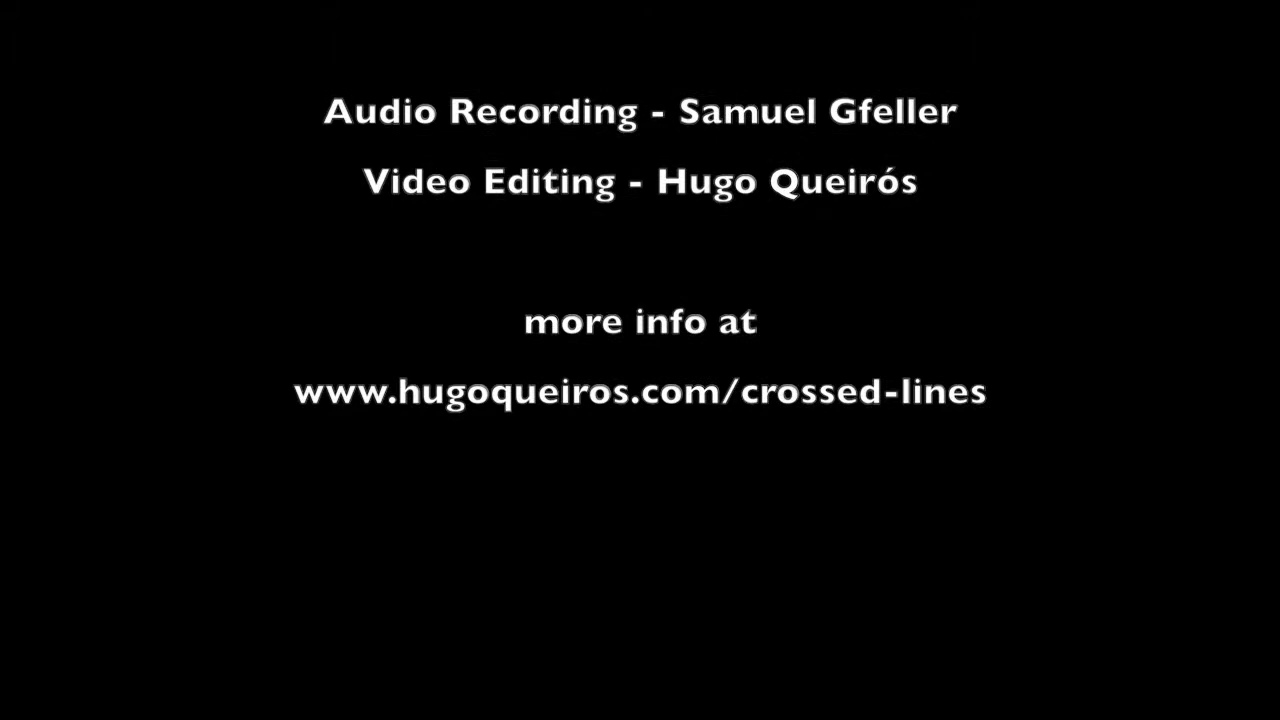 Audio Recording - Samuel Gfeller
Video Editing - Hugo Queirós
more info at
www.hugoqueiros.com/crossed-lines